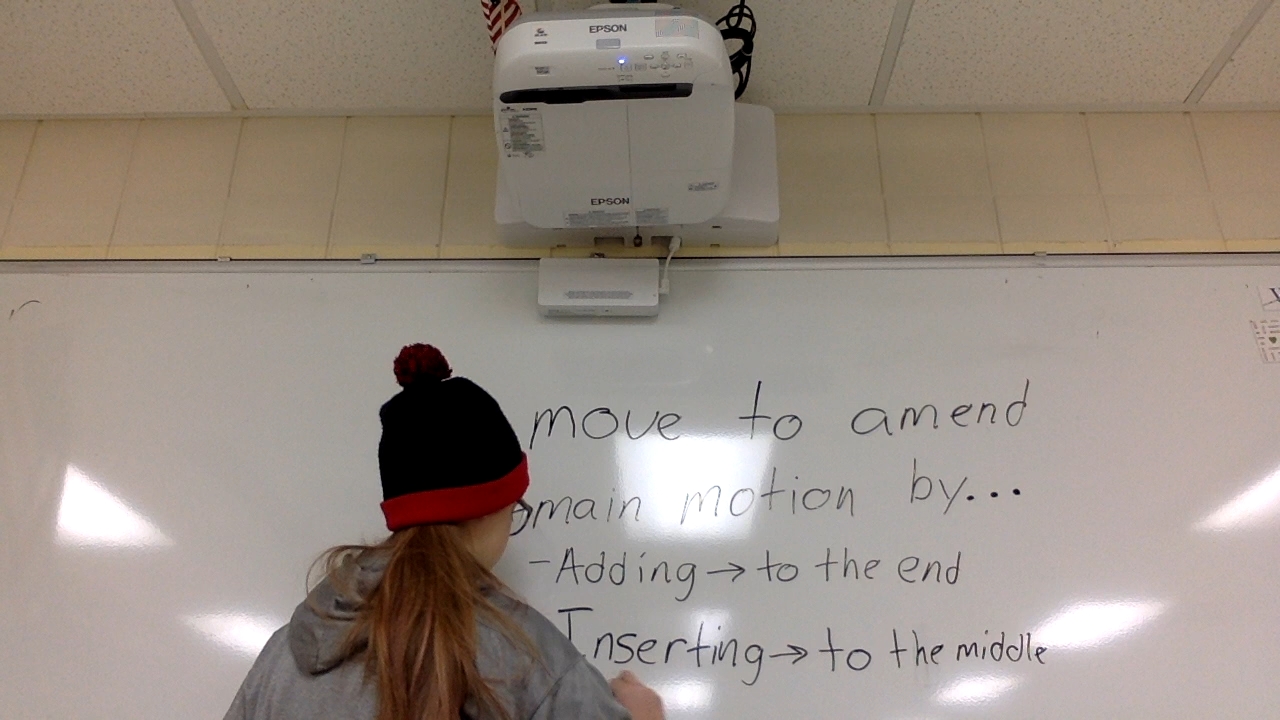 EPSON
EPSON
move to amend
main motion by...
-Adding → to the end
Inserting → to the middle